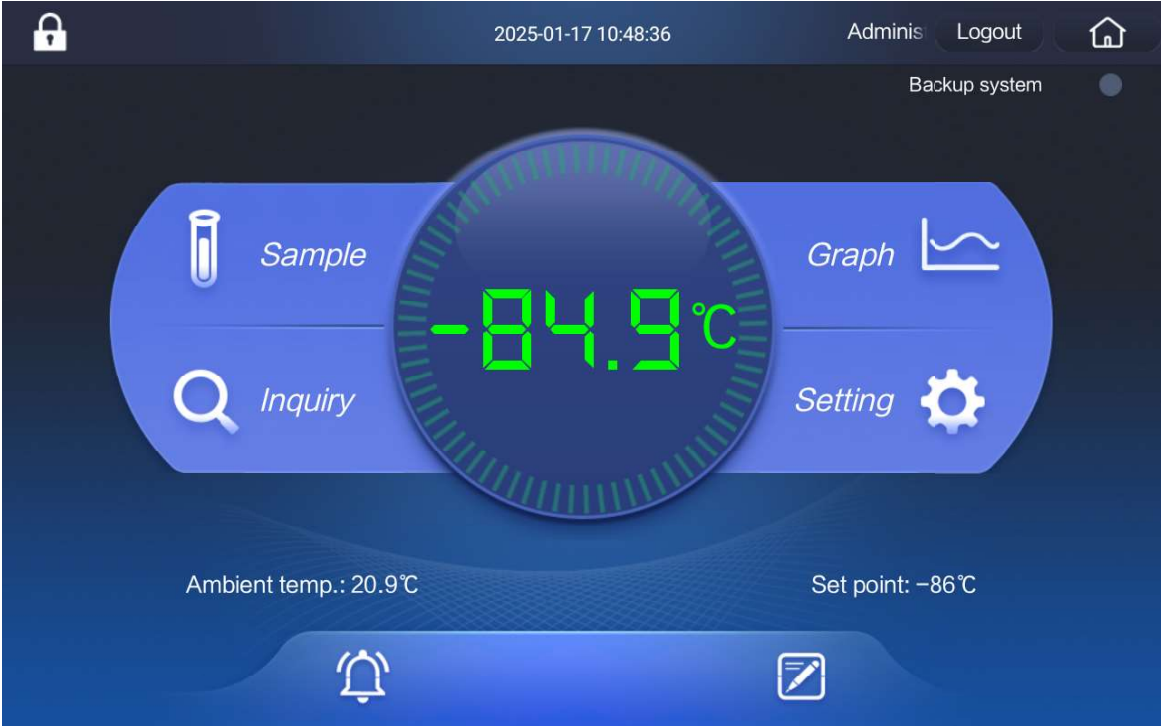 2025-01-17 10:48:36
Adminis Logout
Backup system
Sample
Graph
-84.9℃
Inquiry
Setting
Ambient temp.: 20.9℃
Set point: -86℃